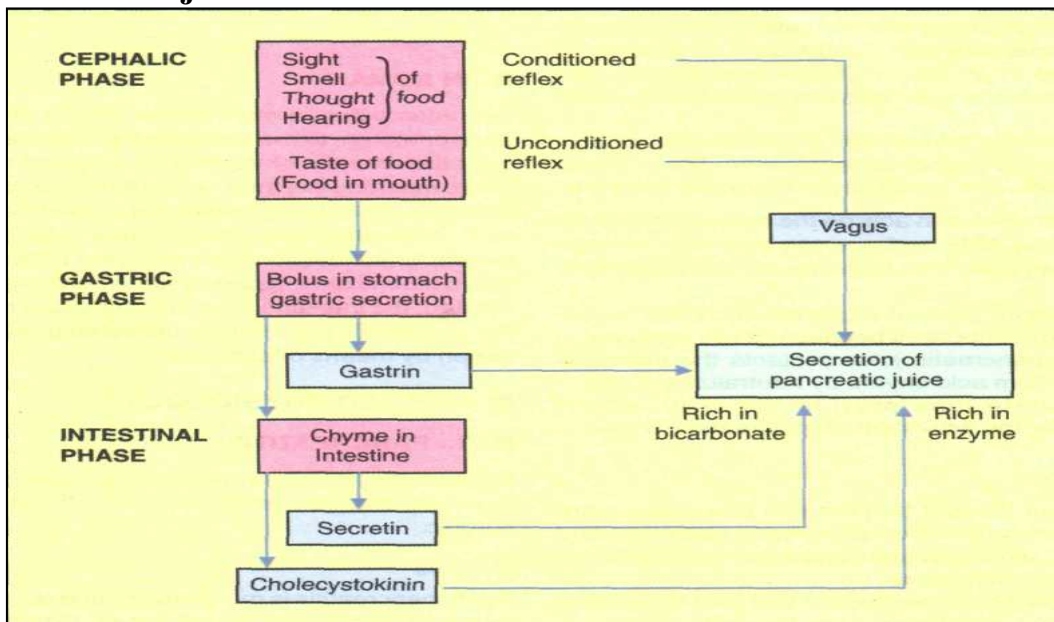 CEPHALIC
PHASE
Sight
Smell
Thought
Hearing
of
food
Conditioned
reflex
Taste of food
(Food in mouth)
Unconditioned
reflex
Vagus
GASTRIC
PHASE
Bolus in stomach
gastric secretion
Gastrin
Secretion of
pancreatic juice
Rich in
bicarbonate
Rich in
enzyme
INTESTINAL
PHASE
Chyme in
Intestine
Secretin
Cholecystokinin